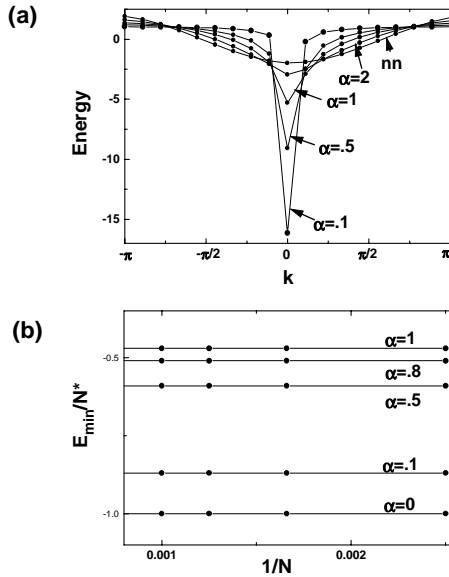 (a)
0
-5
-10
-15
Energy
α=2
nn
α=1
α=.5
α=.1
-π
-π/2
0
π/2
π
k
(b)
-0.5
-1.0
E_min/N*
α=1
α=.8
α=.5
α=.1
α=0
0.001
0.002
1/N